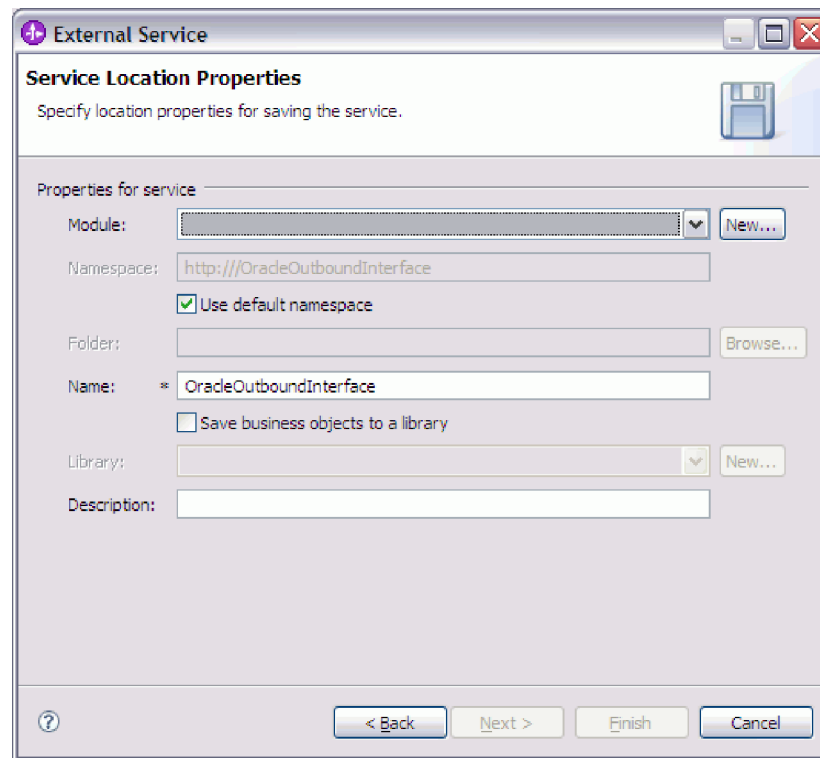 External Service
Service Location Properties
Specify location properties for saving the service.
Properties for service
Module: New...
Namespace: http:///OracleOutboundInterface
Use default namespace
Folder: Browse...
Name: * OracleOutboundInterface
Save business objects to a library
Library: New...
Description:
? < Back Next > Finish Cancel